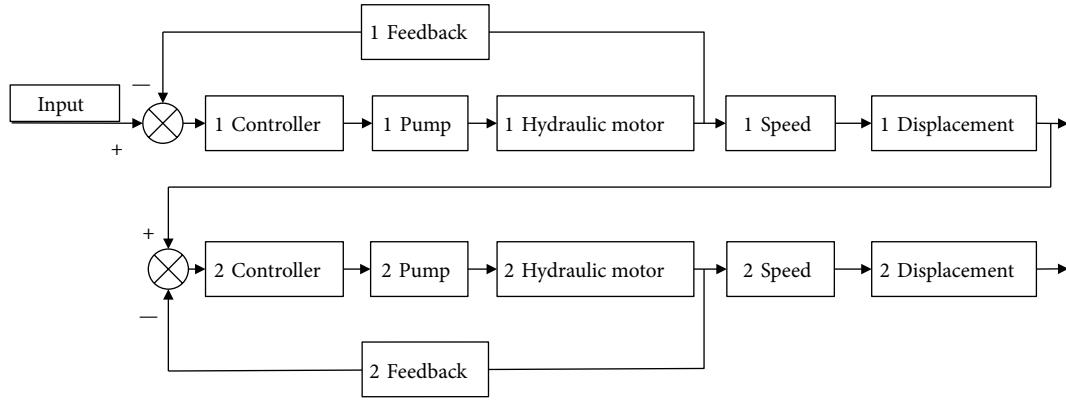 1 Feedback
—
Input
+
1 Controller
1 Pump
1 Hydraulic motor
1 Speed
1 Displacement
+
2 Controller
2 Pump
2 Hydraulic motor
2 Speed
2 Displacement
—
2 Feedback